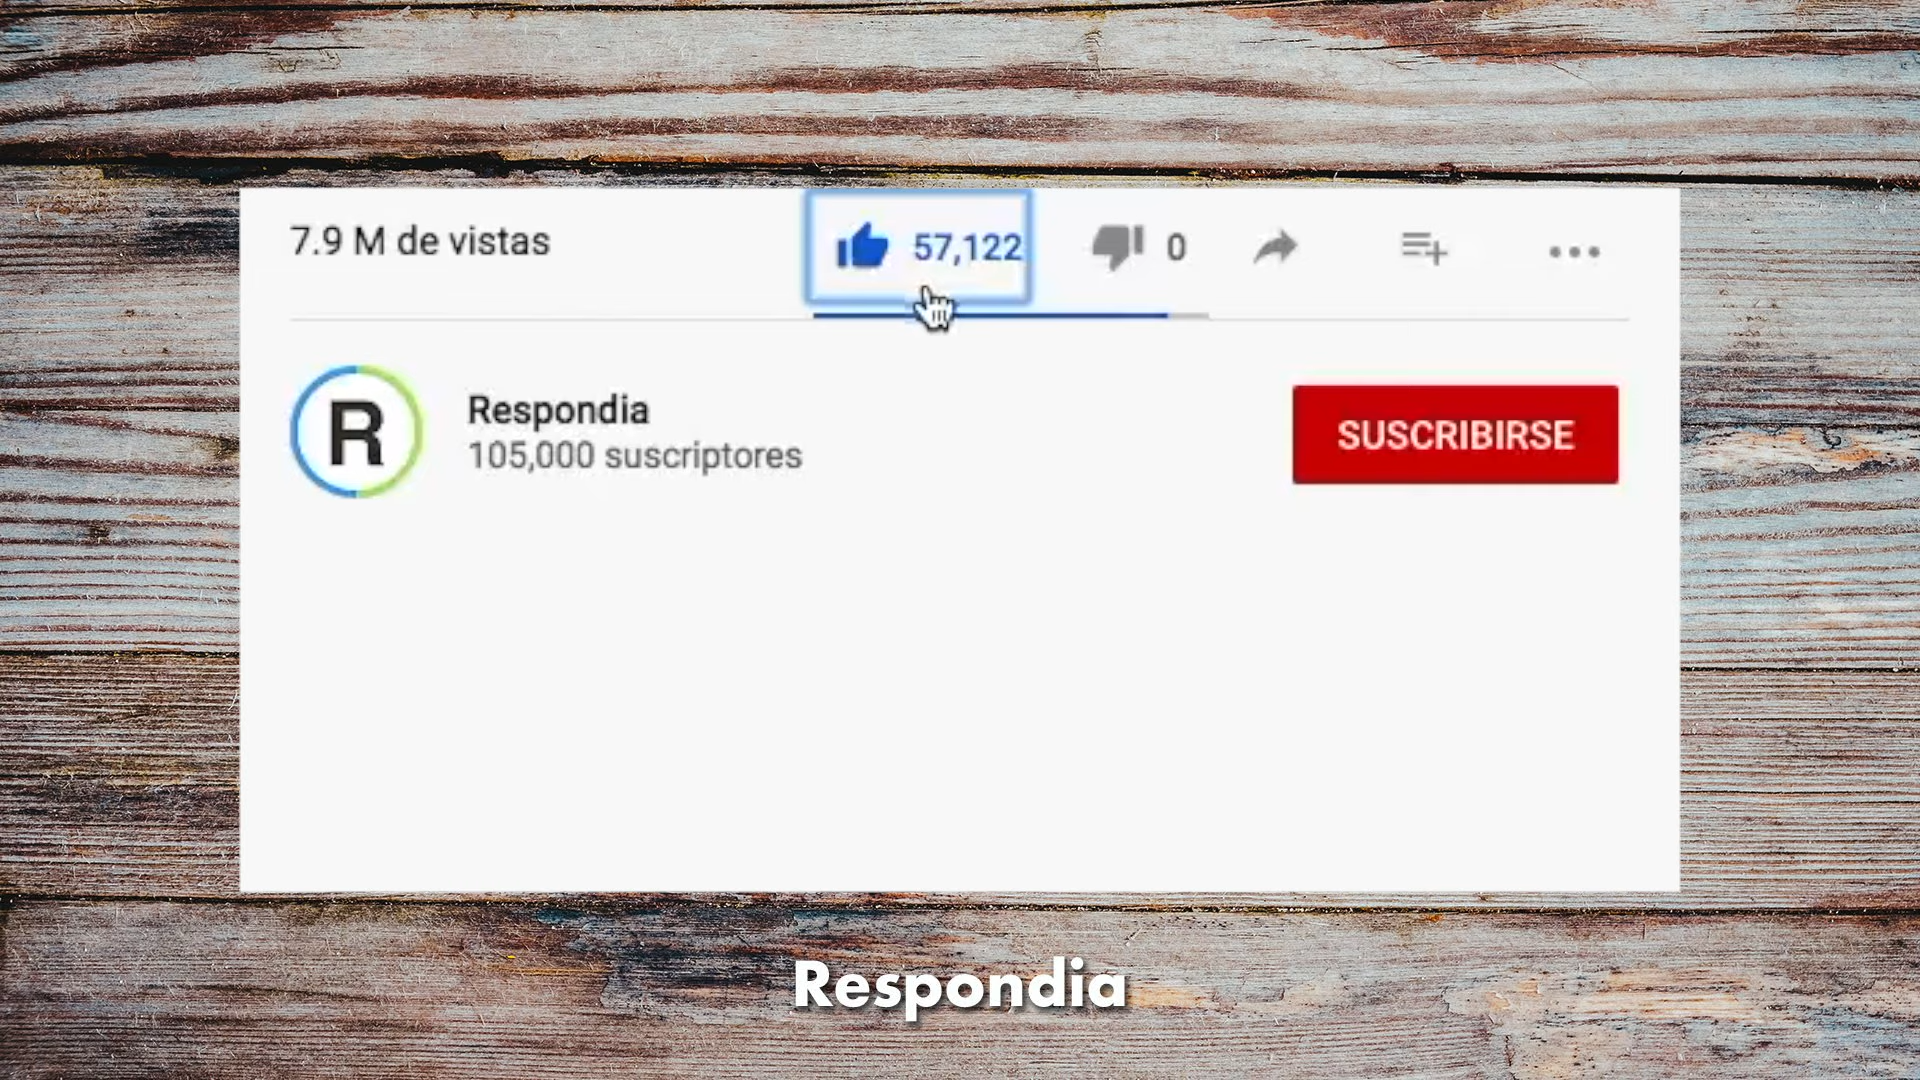 7.9 M de vistas
57,122
0
R
Respondia
105,000 suscriptores
SUSCRIBIRSE
Respondia